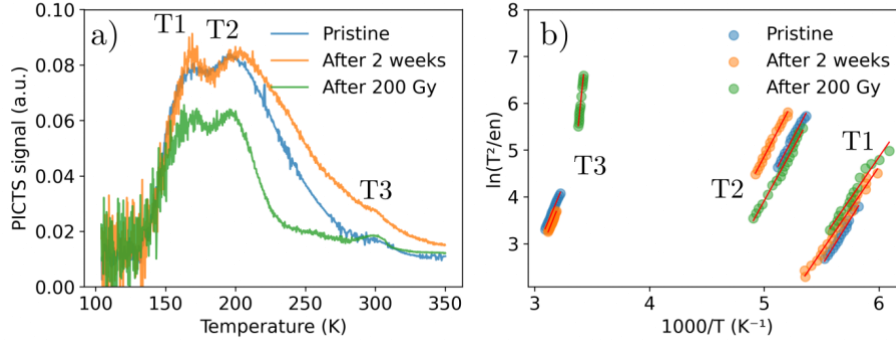 a)
T1
T2
T3
Pristine
After 2 weeks
After 200 Gy
PICTS signal (a.u.)
0.10
0.08
0.06
0.04
0.02
0.00
100 150 200 250 300 350
Temperature (K)
b)
Pristine
After 2 weeks
After 200 Gy
T1
T2
T3
ln(T²/en)
8
7
6
5
4
3
3 4 5 6
1000/T (K⁻¹)